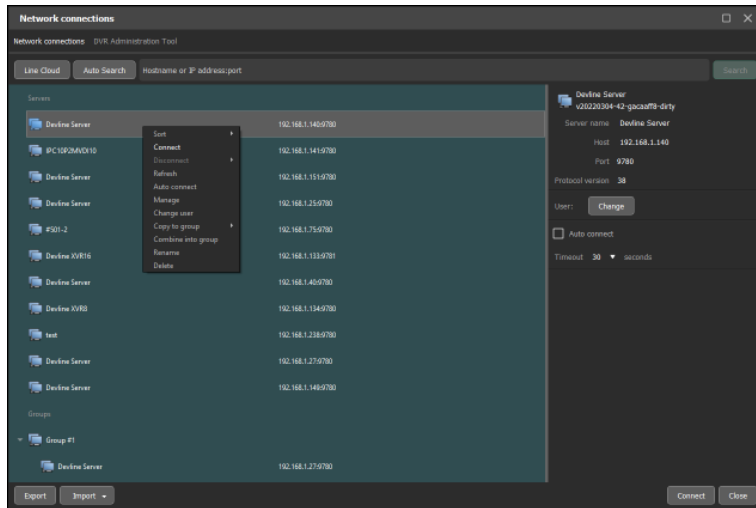 Network connections
Network connections DVR Administration Tool
Line Cloud Auto Search Hostname or IP address:port Search
Servers
Devline Server 192.168.1.140:9780
IPC10P2MVDI10 192.168.1.141:9780
Devline Server 192.168.1.151:9780
Devline Server 192.168.1.25:9780
#501-2 192.168.1.75:9780
Devline XVR16 192.168.1.133:9781
Devline Server 192.168.1.40:9780
Devline XVR8 192.168.1.134:9780
test 192.168.1.238:9780
Devline Server 192.168.1.27:9780
Devline Server 192.168.1.149:9780
Groups
Group #1
Devline Server 192.168.1.27:9780
Sort
Connect
Disconnect
Refresh
Auto connect
Manage
Change user
Copy to group
Combine into group
Rename
Delete
Devline Server
v20220304-42-gacaaff8-dirty
Server name Devline Server
Host 192.168.1.140
Port 9780
Protocol version 38
User: Change
Auto connect
Timeout 30 seconds
Export Import Connect Close